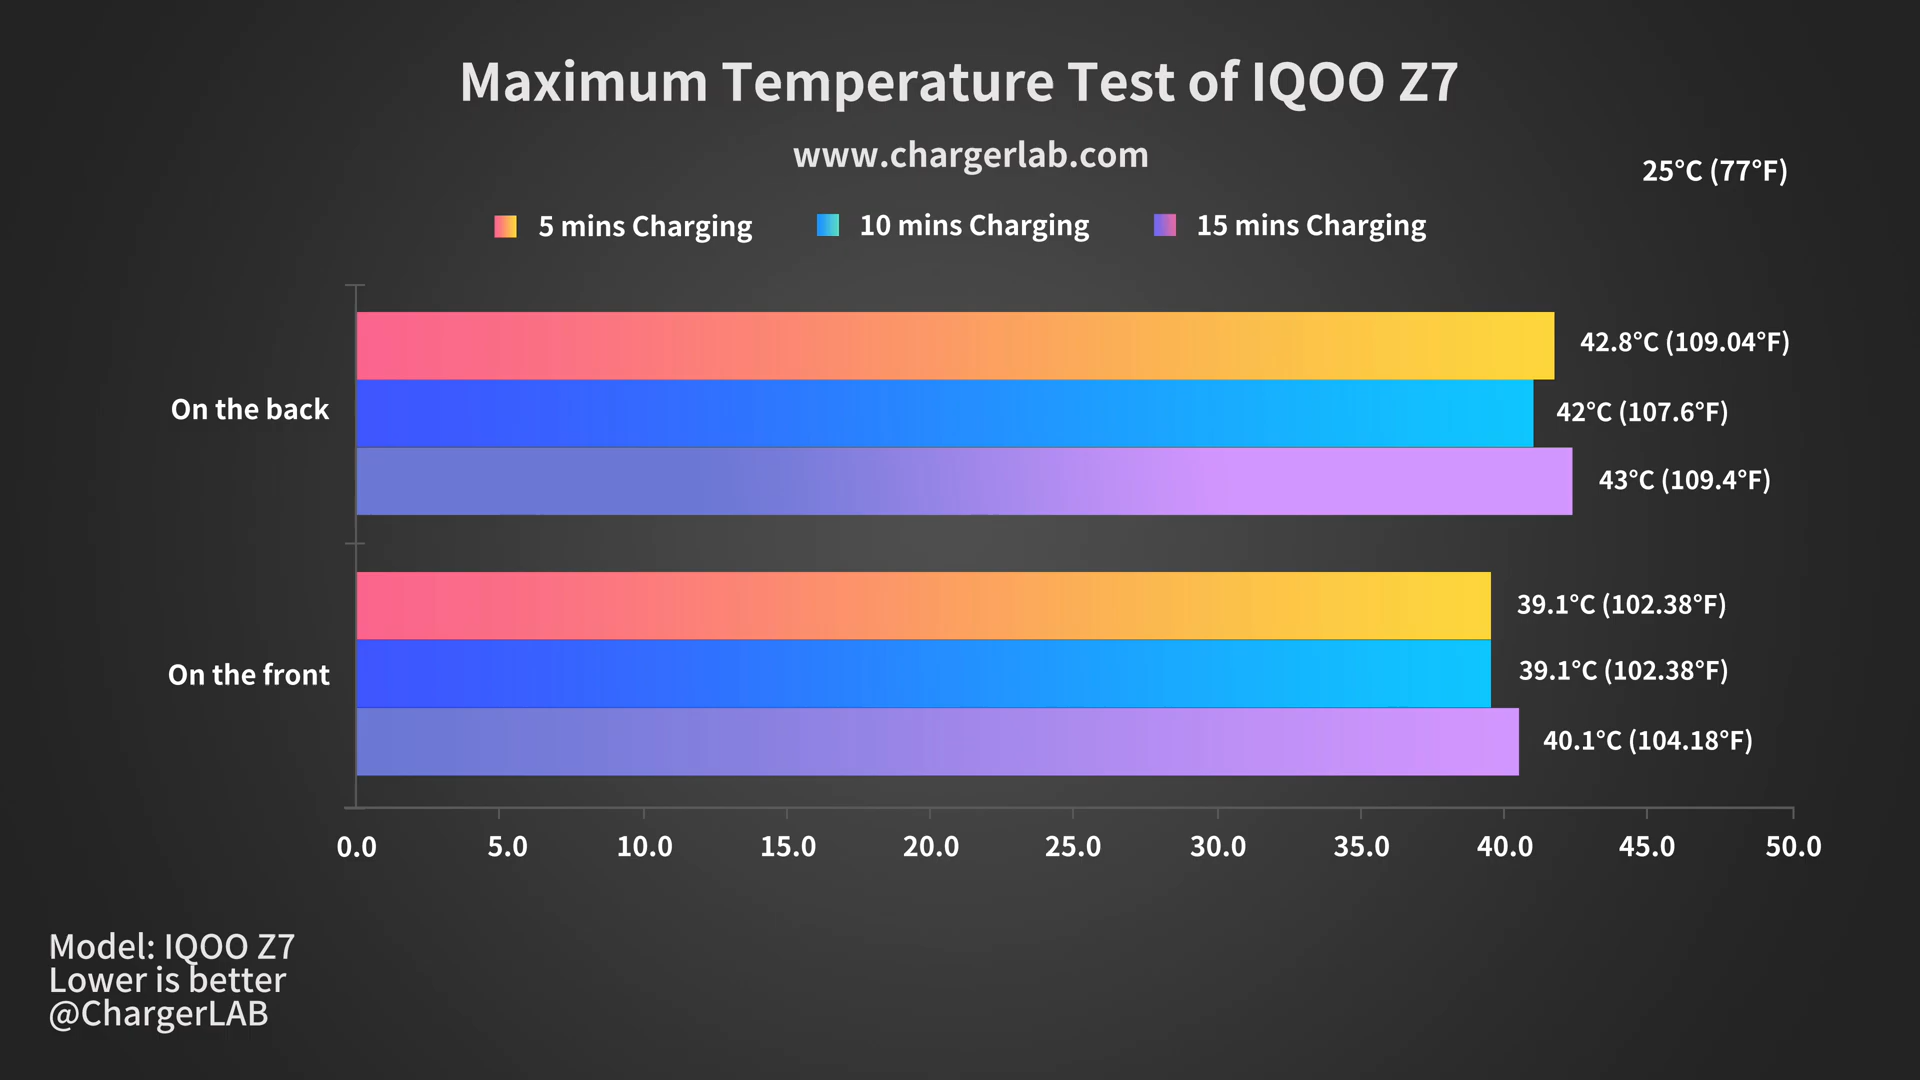 Maximum Temperature Test of IQOO Z7
www.chargerlab.com
25°C (77°F)
5 mins Charging
10 mins Charging
15 mins Charging
42.8°C (109.04°F)
On the back
42°C (107.6°F)
43°C (109.4°F)
39.1°C (102.38°F)
On the front
39.1°C (102.38°F)
40.1°C (104.18°F)
0.0 5.0 10.0 15.0 20.0 25.0 30.0 35.0 40.0 45.0 50.0
Model: IQOO Z7
Lower is better
@ChargerLAB